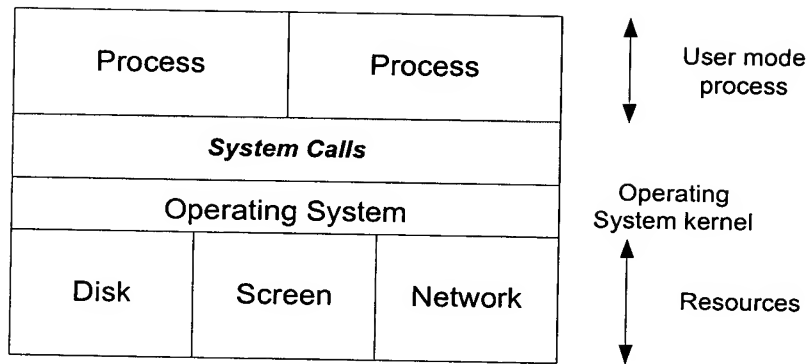 Process
Process
User mode
process
System Calls
Operating System
Operating
System kernel
Disk
Screen
Network
Resources